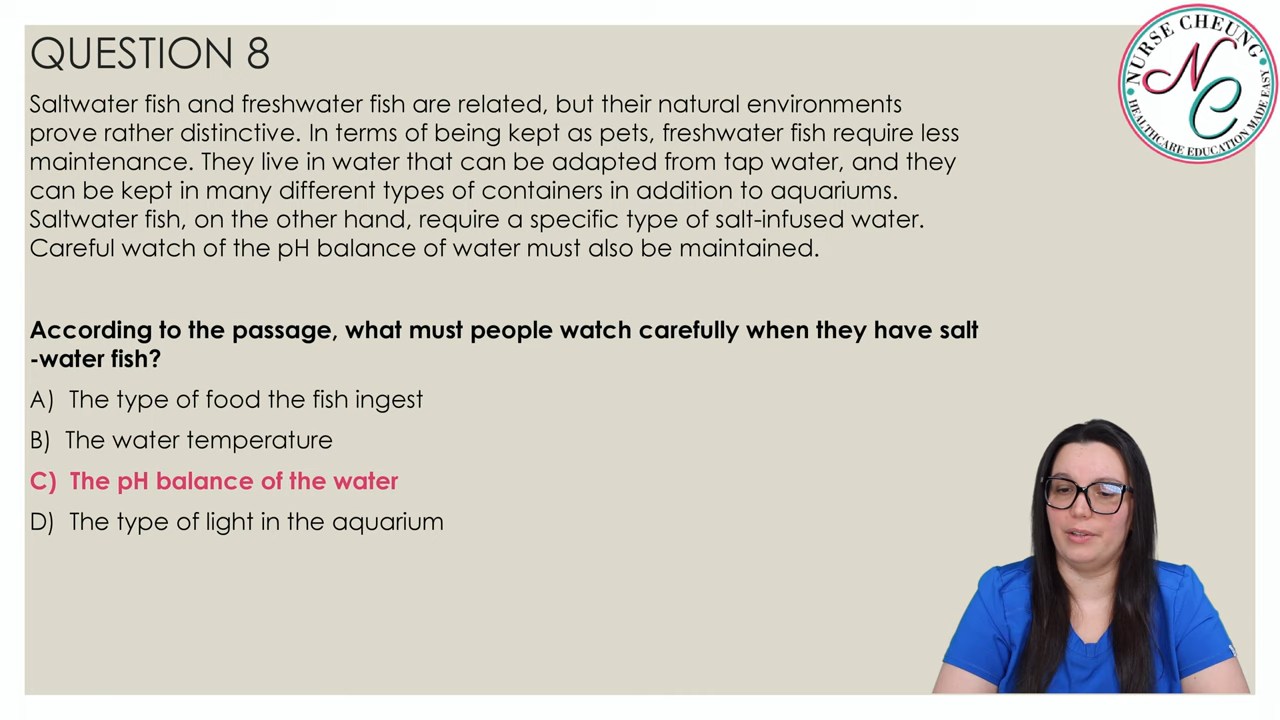 QUESTION 8
Saltwater fish and freshwater fish are related, but their natural environments
prove rather distinctive. In terms of being kept as pets, freshwater fish require less
maintenance. They live in water that can be adapted from tap water, and they
can be kept in many different types of containers in addition to aquariums.
Saltwater fish, on the other hand, require a specific type of salt-infused water.
Careful watch of the pH balance of water must also be maintained.
According to the passage, what must people watch carefully when they have salt
-water fish?
A) The type of food the fish ingest
B) The water temperature
C) The pH balance of the water
D) The type of light in the aquarium
NURSE CHEUNG
NC
HEALTHCARE EDUCATION MADE EASY